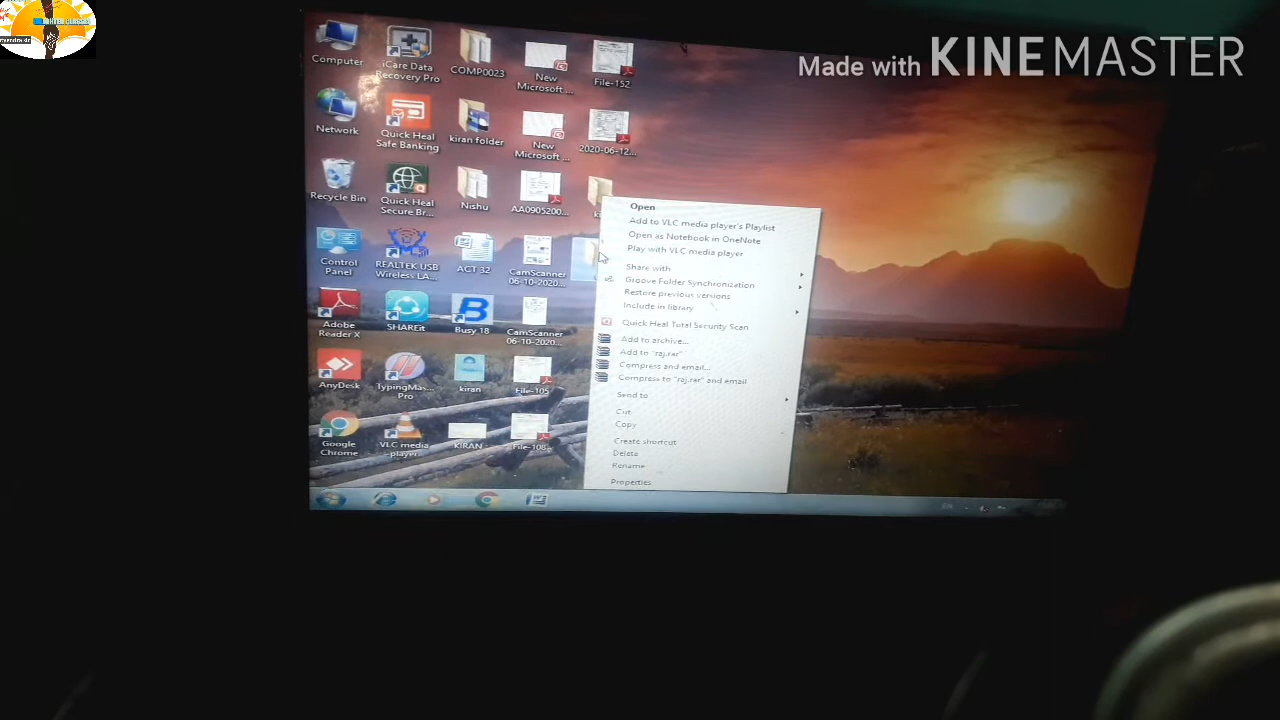 Made with KINEMASTER
Computer
iCare Data
Recovery Pro
COMP0023
New
Microsoft ...
File-152
Network
Quick Heal
Safe Banking
kiran folder
New
Microsoft ...
2020-06-12...
Recycle Bin
Quick Heal
Secure Br...
Nishu
AA0905200...
Control
Panel
REALTEK USB
Wireless LA...
ACT 32
CamScanner
06-10-2020...
Adobe
Reader X
SHAREit
Busy 18
CamScanner
06-10-2020...
AnyDesk
TypingMas...
Pro
kiran
File-105
Google
Chrome
VLC media
player
KIRAN
File-108
Open
Add to VLC media player's Playlist
Open as Notebook in OneNote
Play with VLC media player
Share with
Groove Folder Synchronization
Restore previous versions
Include in library
Quick Heal Total Security Scan
Add to archive...
Add to "raj.rar"
Compress and email...
Compress to "raj.rar" and email
Send to
Cut
Copy
Create shortcut
Delete
Rename
Properties
EN